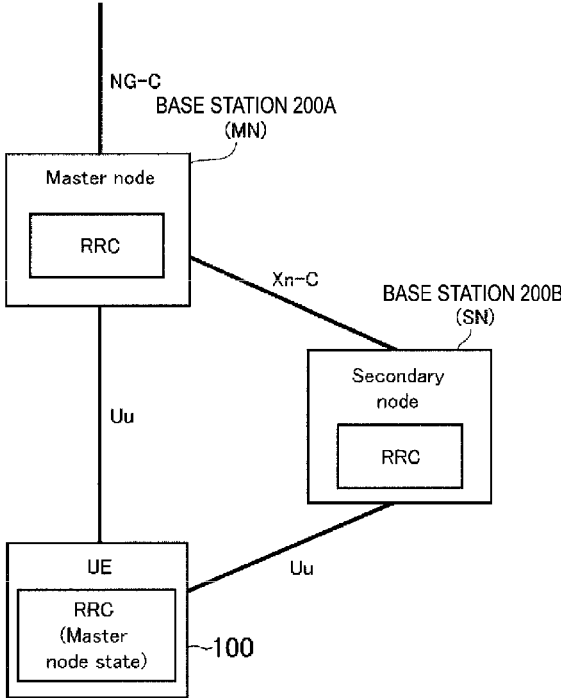 NG-C
BASE STATION 200A
(MN)
Master node
RRC
Xn-C
BASE STATION 200B
(SN)
Secondary
node
RRC
Uu
Uu
UE
RRC
(Master
node state)
100